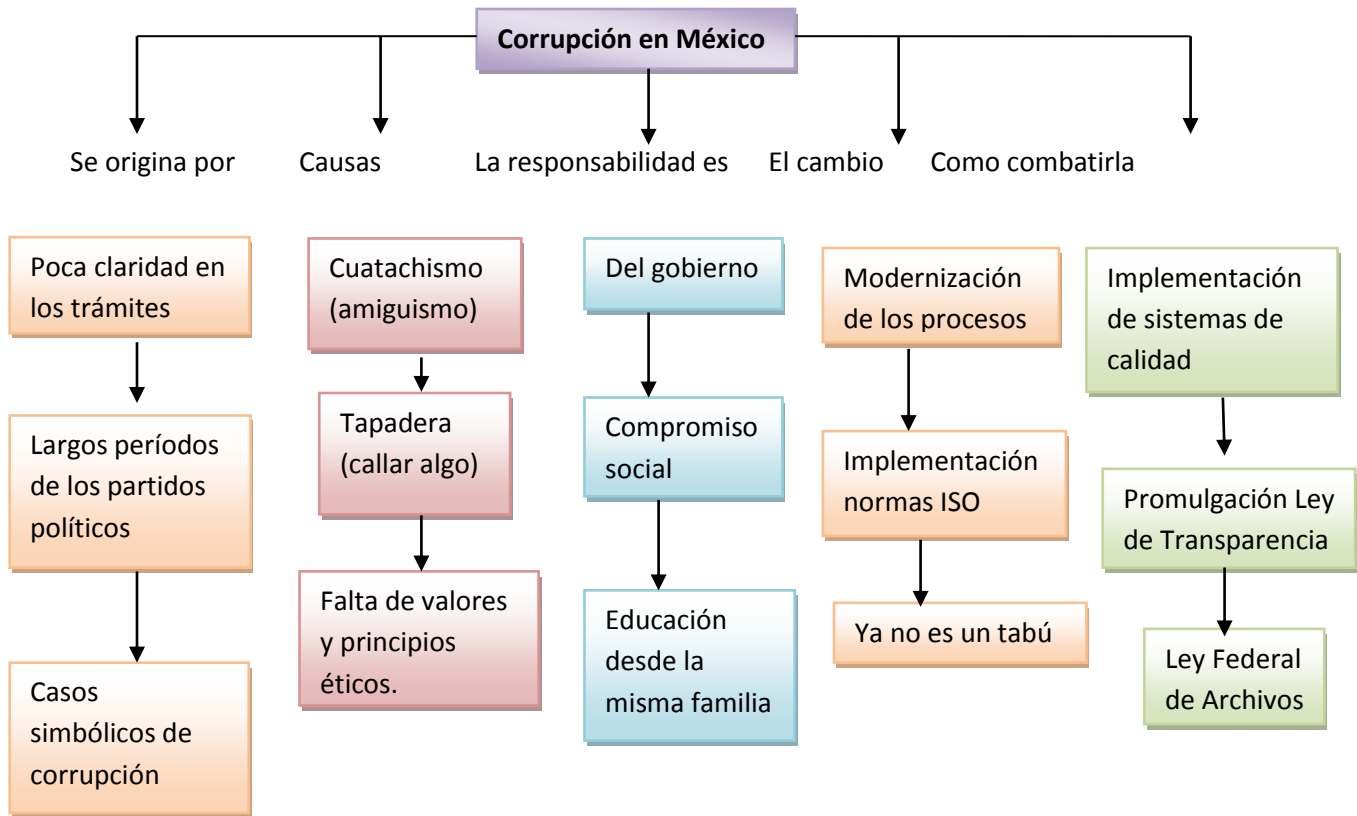 Corrupción en México
Se origina por
Causas
La responsabilidad es
El cambio
Como combatirla
Poca claridad en
los trámites
Largos períodos
de los partidos
políticos
Casos
simbólicos de
corrupción
Cuatachismo
(amiguismo)
Tapadera
(callar algo)
Falta de valores
y principios
éticos.
Del gobierno
Compromiso
social
Educación
desde la
misma familia
Modernización
de los procesos
Implementación
normas ISO
Ya no es un tabú
Implementación
de sistemas de
calidad
Promulgación Ley
de Transparencia
Ley Federal
de Archivos